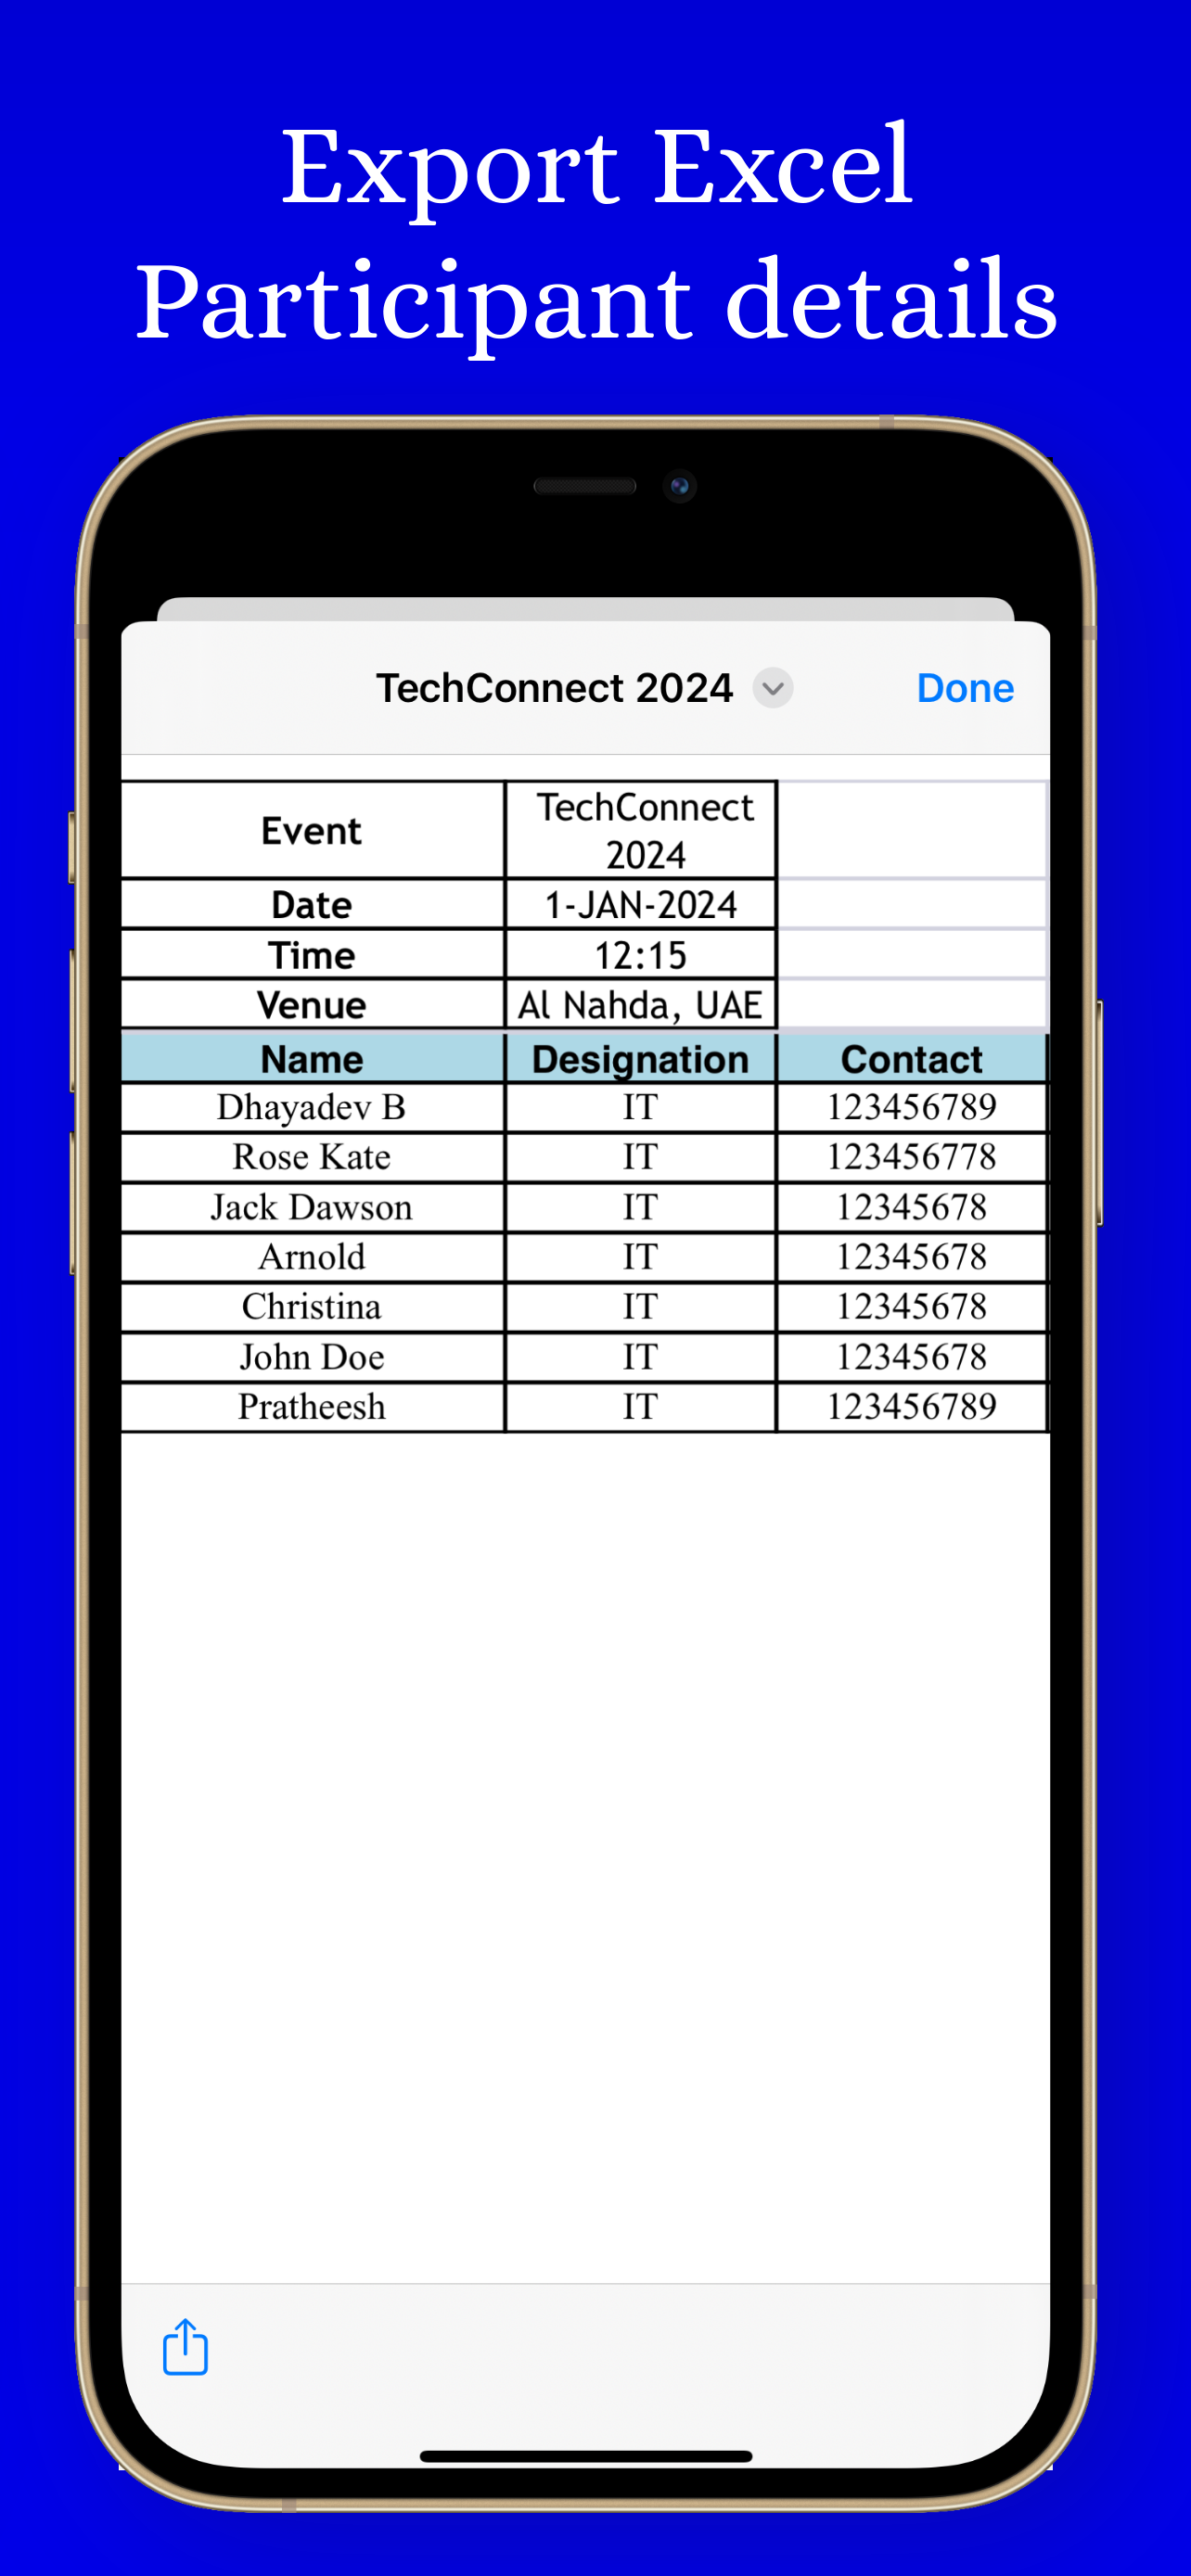 Export Excel
Participant details
TechConnect 2024
Done
Event TechConnect 2024
Date 1-JAN-2024
Time 12:15
Venue Al Nahda, UAE
Name Designation Contact
Dhayadev B IT 123456789
Rose Kate IT 123456778
Jack Dawson IT 12345678
Arnold IT 12345678
Christina IT 12345678
John Doe IT 12345678
Pratheesh IT 123456789